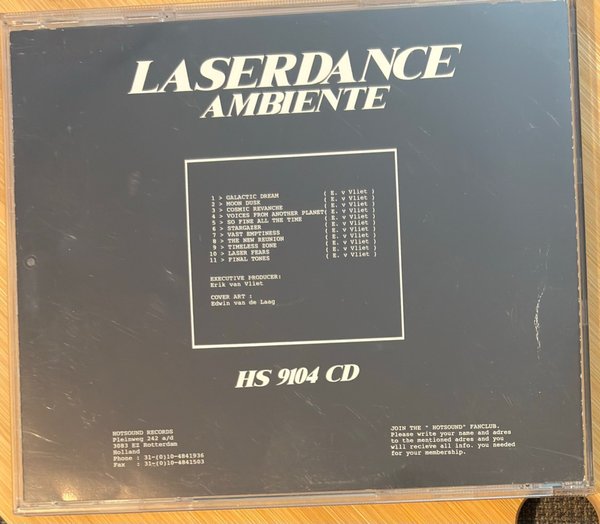 LASERDANCE
AMBIENTE
1 > GALACTIC DREAM ( E. v Vliet )
2 > MOON DUSK ( E. v Vliet )
3 > COSMIC REVANCHE ( E. v Vliet )
4 > VOICES FROM ANOTHER PLANET( E. v Vliet )
5 > SO FINE ALL THE TIME ( E. v Vliet )
6 > STARGAZER ( E. v Vliet )
7 > VAST EMPTINESS ( E. v Vliet )
8 > THE NEW REUNION ( E. v Vliet )
9 > TIMELESS ZONE ( E. v Vliet )
10 > LASER FEARS ( E. v Vliet )
11 > FINAL TONES ( E. v Vliet )
EXECUTIVE PRODUCER:
Erik van Vliet
COVER ART :
Edwin van de Laag
HS 9104 CD
HOTSOUND RECORDS
Pleinweg 242 a/d
3083 EZ Rotterdam
Holland
Phone : 31-(0)10-4841936
Fax : 31-(0)10-4841503
JOIN THE " HOTSOUND" FANCLUB.
Please write your name and adres
to the mentioned adres and you
will recieve all info. you needed
for your membership.